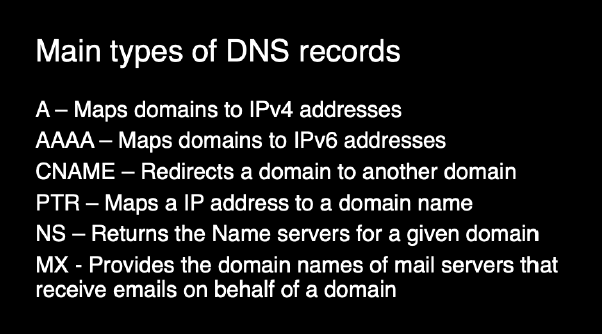 Main types of DNS records
A – Maps domains to IPv4 addresses
AAAA – Maps domains to IPv6 addresses
CNAME – Redirects a domain to another domain
PTR – Maps a IP address to a domain name
NS – Returns the Name servers for a given domain
MX - Provides the domain names of mail servers that
receive emails on behalf of a domain